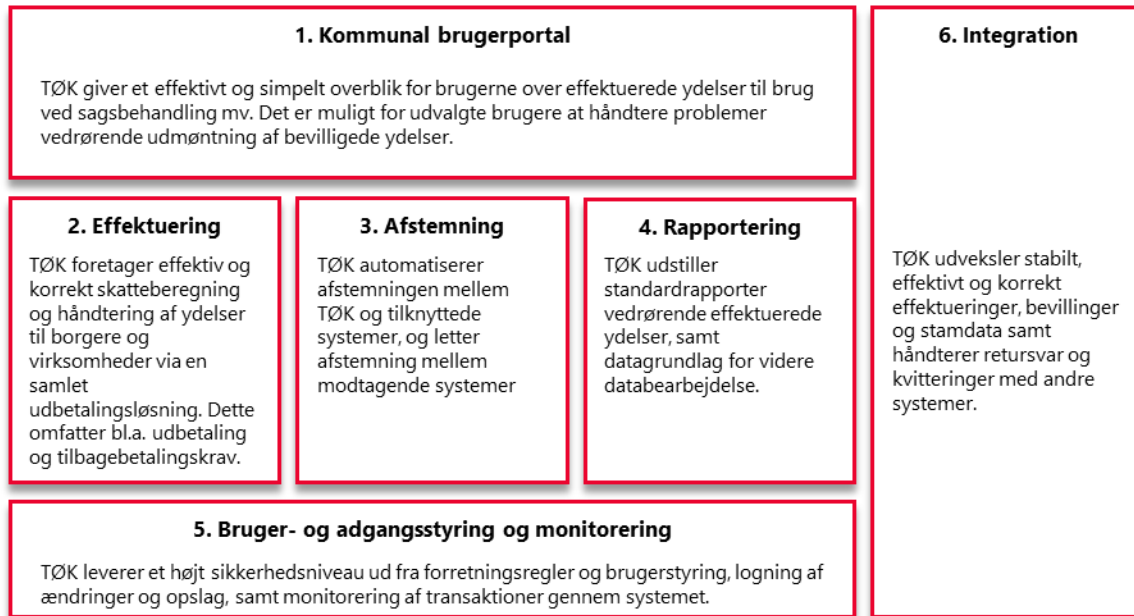 1. Kommunal brugerportal
TØK giver et effektivt og simpelt overblik for brugerne over effektuerede ydelser til brug
ved sagsbehandling mv. Det er muligt for udvalgte brugere at håndtere problemer
vedrørende udmøntning af bevilligede ydelser.
2. Effektuering
TØK foretager effektiv og
korrekt skatteberegning
og håndtering af ydelser
til borgere og
virksomheder via en
samlet
udbetalingsløsning. Dette
omfatter bl.a. udbetaling
og tilbagebetalingskrav.
3. Afstemning
TØK automatiserer
afstemningen mellem
TØK og tilknyttede
systemer, og letter
afstemning mellem
modtagende systemer
4. Rapportering
TØK udstiller
standardrapporter
vedrørende effektuerede
ydelser, samt
datagrundlag for videre
databearbejdelse.
5. Bruger- og adgangsstyring og monitorering
TØK leverer et højt sikkerhedsniveau ud fra forretningsregler og brugerstyring, logning af
ændringer og opslag, samt monitorering af transaktioner gennem systemet.
6. Integration
TØK udveksler stabilt,
effektivt og korrekt
effektueringer, bevillinger
og stamdata samt
håndterer retursvar og
kvitteringer med andre
systemer.